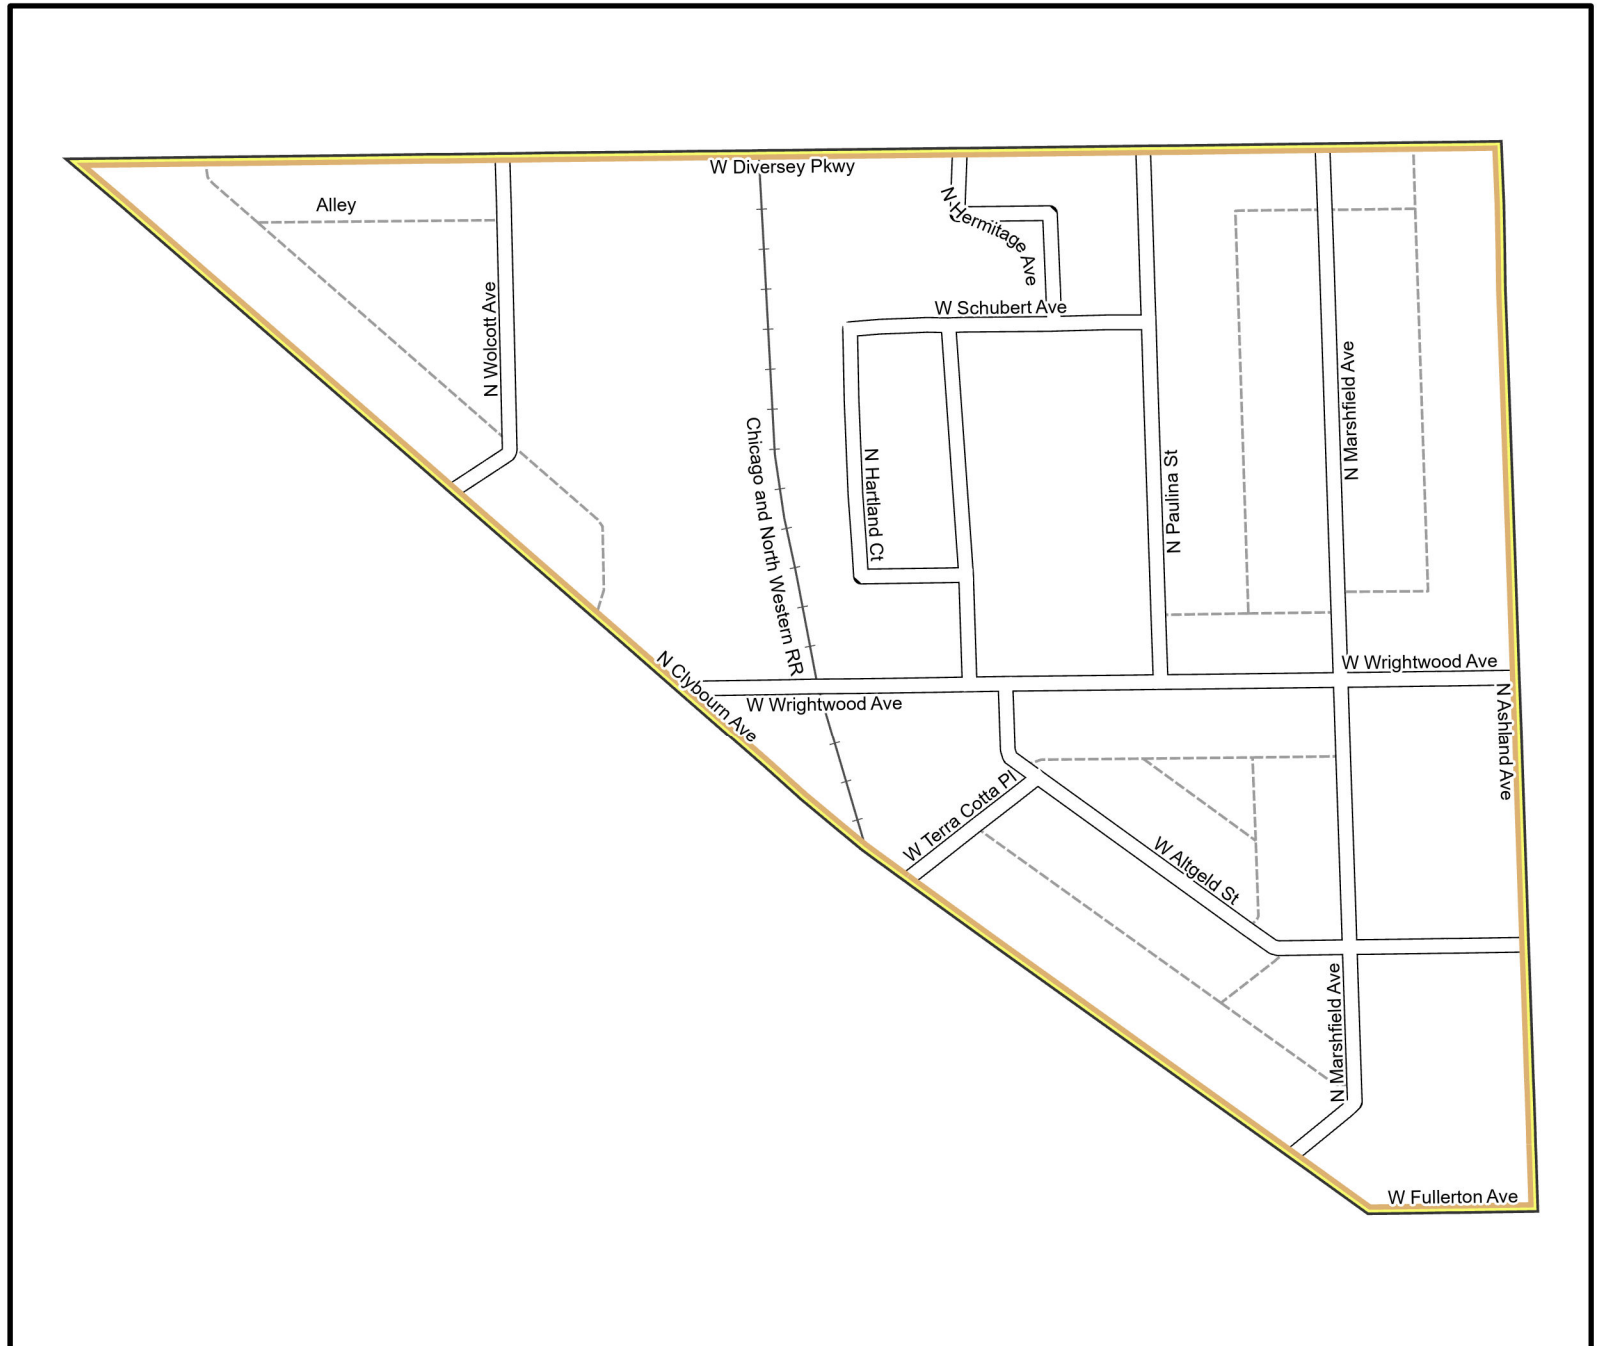 W Diversey Pkwy
Alley
N Hermitage Ave
N Wolcott Ave
W Schubert Ave
N Marshfield Ave
Chicago and North Western RR
N Hartland Ct
N Paulina St
N Clybourn Ave
W Wrightwood Ave
W Wrightwood Ave
N Ashland Ave
W Terra Cotta Pl
W Altgeld St
N Marshfield Ave
W Fullerton Ave